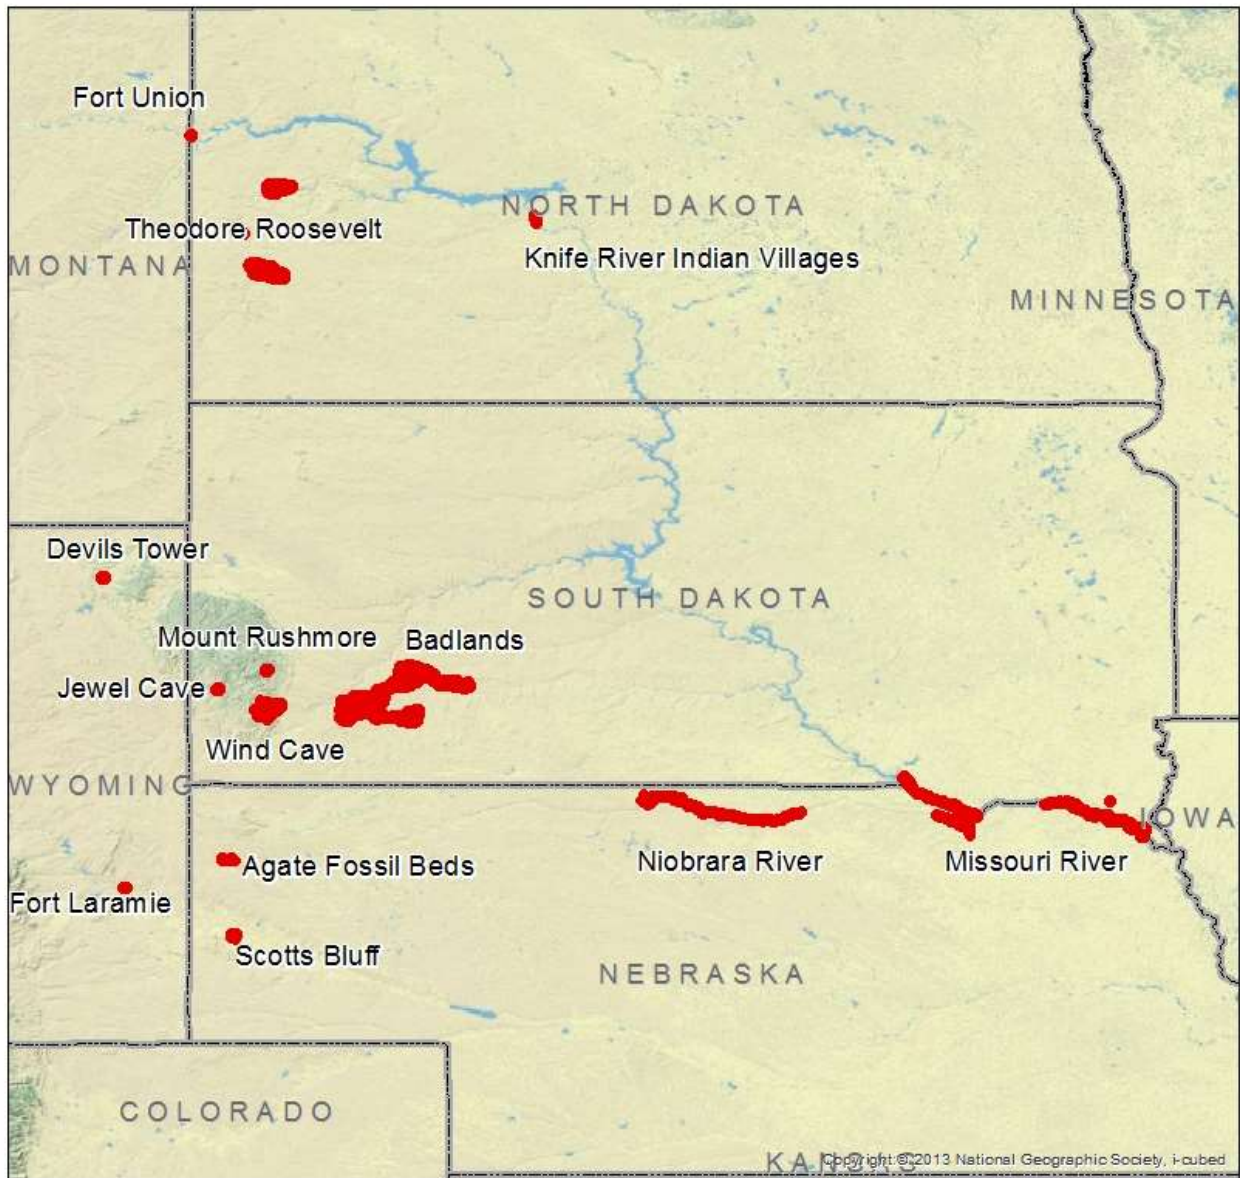 Fort Union
NORTH DAKOTA
Theodore Roosevelt
Knife River Indian Villages
MONTANA
MINNESOTA
Devils Tower
SOUTH DAKOTA
Mount Rushmore
Badlands
Jewel Cave
Wind Cave
WYOMING
IOWA
Niobrara River
Missouri River
Agate Fossil Beds
Fort Laramie
Scotts Bluff
NEBRASKA
COLORADO
KANSAS
Copyright:© 2013 National Geographic Society, i-cubed